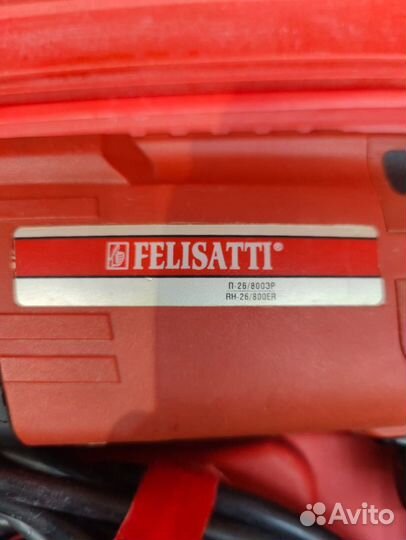 FELISATTI®
П-26/800ЭР
RH-26/800ER
Avito